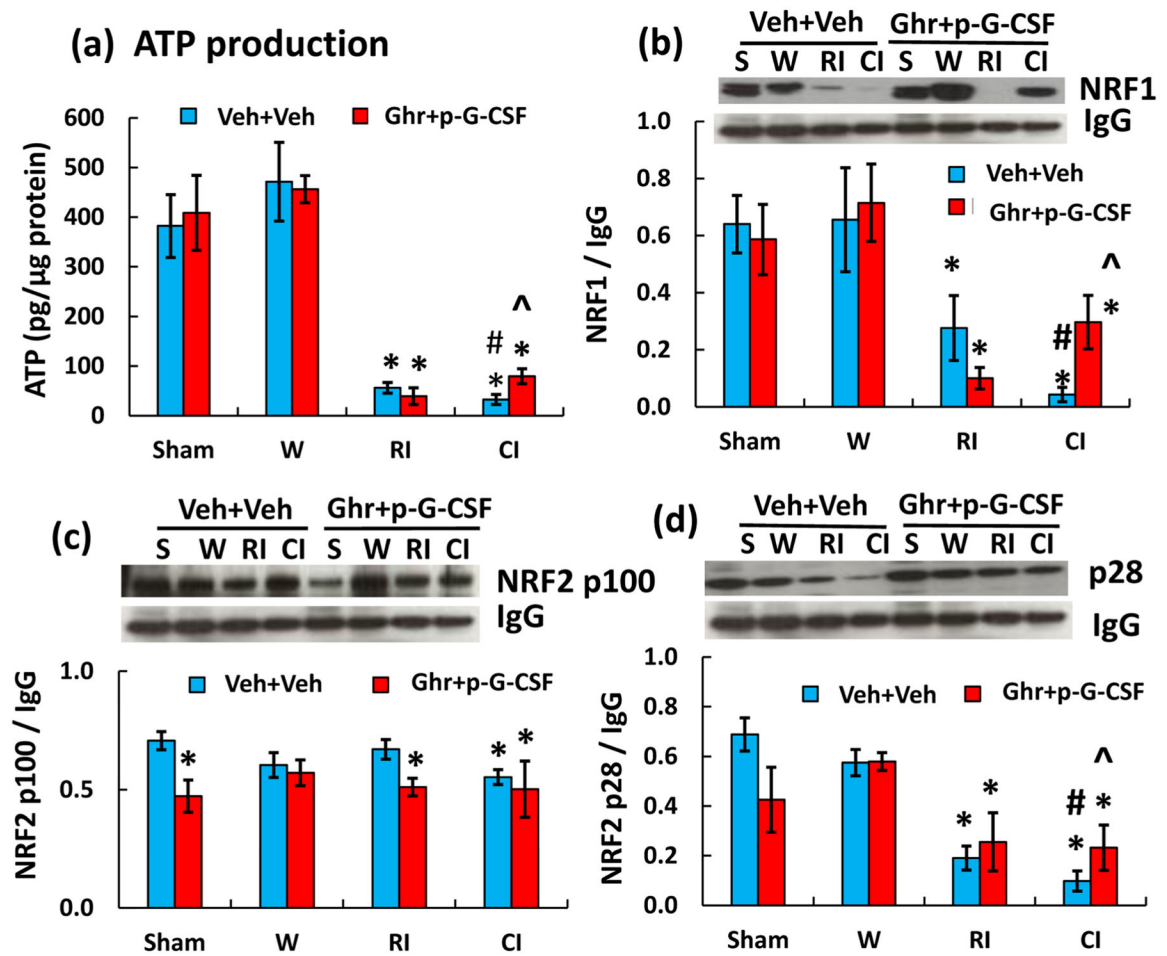 (a) ATP production
Veh+Veh Ghr+p-G-CSF
ATP (pg/µg protein)
600
500
400
300
200
100
0
* * # * ^ *
Sham W RI CI
(b)
Veh+Veh Ghr+p-G-CSF
S W RI CI S W RI CI
NRF1
IgG
NRF1 / IgG
1.0
0.8
0.6
0.4
0.2
0.0
Veh+Veh
Ghr+p-G-CSF
* * # * ^ *
Sham W RI CI
(c)
Veh+Veh Ghr+p-G-CSF
S W RI CI S W RI CI
NRF2 p100
IgG
NRF2 p100 / IgG
1.0
0.5
0.0
Veh+Veh Ghr+p-G-CSF
* * * *
Sham W RI CI
(d)
Veh+Veh Ghr+p-G-CSF
S W RI CI S W RI CI
p28
IgG
NRF2 p28 / IgG
1.0
0.8
0.6
0.4
0.2
0.0
Veh+Veh Ghr+p-G-CSF
* * # * ^ *
Sham W RI CI